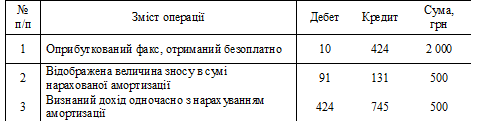 № п/п Зміст операції Дебет Кредит Сума, грн
1 Оприбуткований факс, отриманий безоплатно 10 424 2 000
2 Відображена величина зносу в сумі нарахованої амортизації 91 131 500
3 Визнаний дохід одночасно з нарахуванням амортизації 424 745 500